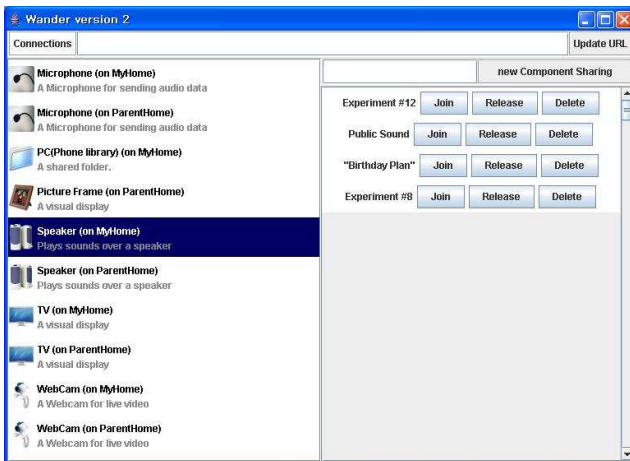 Wander version 2
Connections
Update URL
Microphone (on MyHome)
A Microphone for sending audio data
Microphone (on ParentHome)
A Microphone for sending audio data
PC(Phone library) (on MyHome)
A shared folder.
Picture Frame (on ParentHome)
A visual display
Speaker (on MyHome)
Plays sounds over a speaker
Speaker (on ParentHome)
Plays sounds over a speaker
TV (on MyHome)
A visual display
TV (on ParentHome)
A visual display
WebCam (on MyHome)
A Webcam for live video
WebCam (on ParentHome)
A Webcam for live video
new Component Sharing
Experiment #12 Join Release Delete
Public Sound Join Release Delete
"Birthday Plan" Join Release Delete
Experiment #8 Join Release Delete